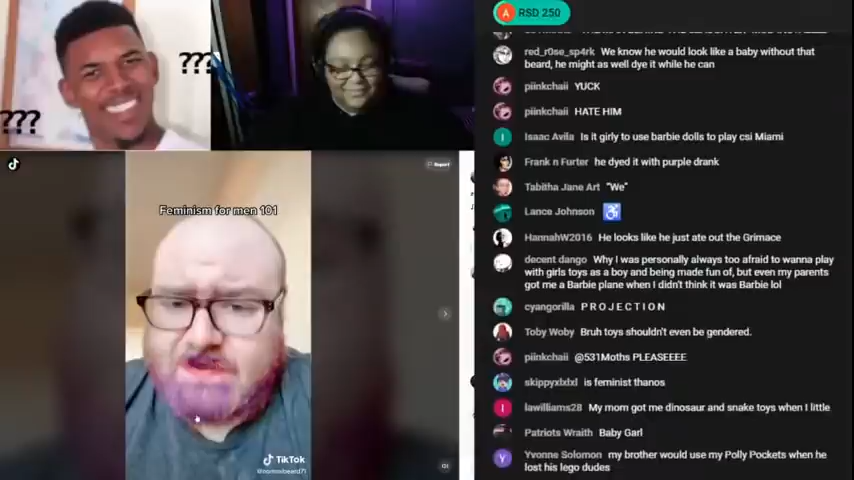 ???
???
Report
Feminism for men 101
TikTok
A RSD 250
red_r0se_sp4rk We know he would look like a baby without that
beard, he might as well dye it while he can
piinkchaii YUCK
piinkchaii HATE HIM
Isaac Avila Is it girly to use barbie dolls to play csi Miami
Frank n Furter he dyed it with purple drank
Tabitha Jane Art "We"
Lance Johnson ♿
HannahW2016 He looks like he just ate out the Grimace
decent dango Why I was personally always too afraid to wanna play
with girls toys as a boy and being made fun of, but even my parents
got me a Barbie plane when I didn't think it was Barbie lol
cyangorilla P R O J E C T I O N
Toby Woby Bruh toys shouldn't even be gendered.
piinkchaii @531Moths PLEASEEEE
skippyxlxlxl is feminist thanos
I lawilliams28 My mom got me dinosaur and snake toys when I little
Patriots Wraith Baby Garl
Y Yvonne Solomon my brother would use my Polly Pockets when he
lost his lego dudes